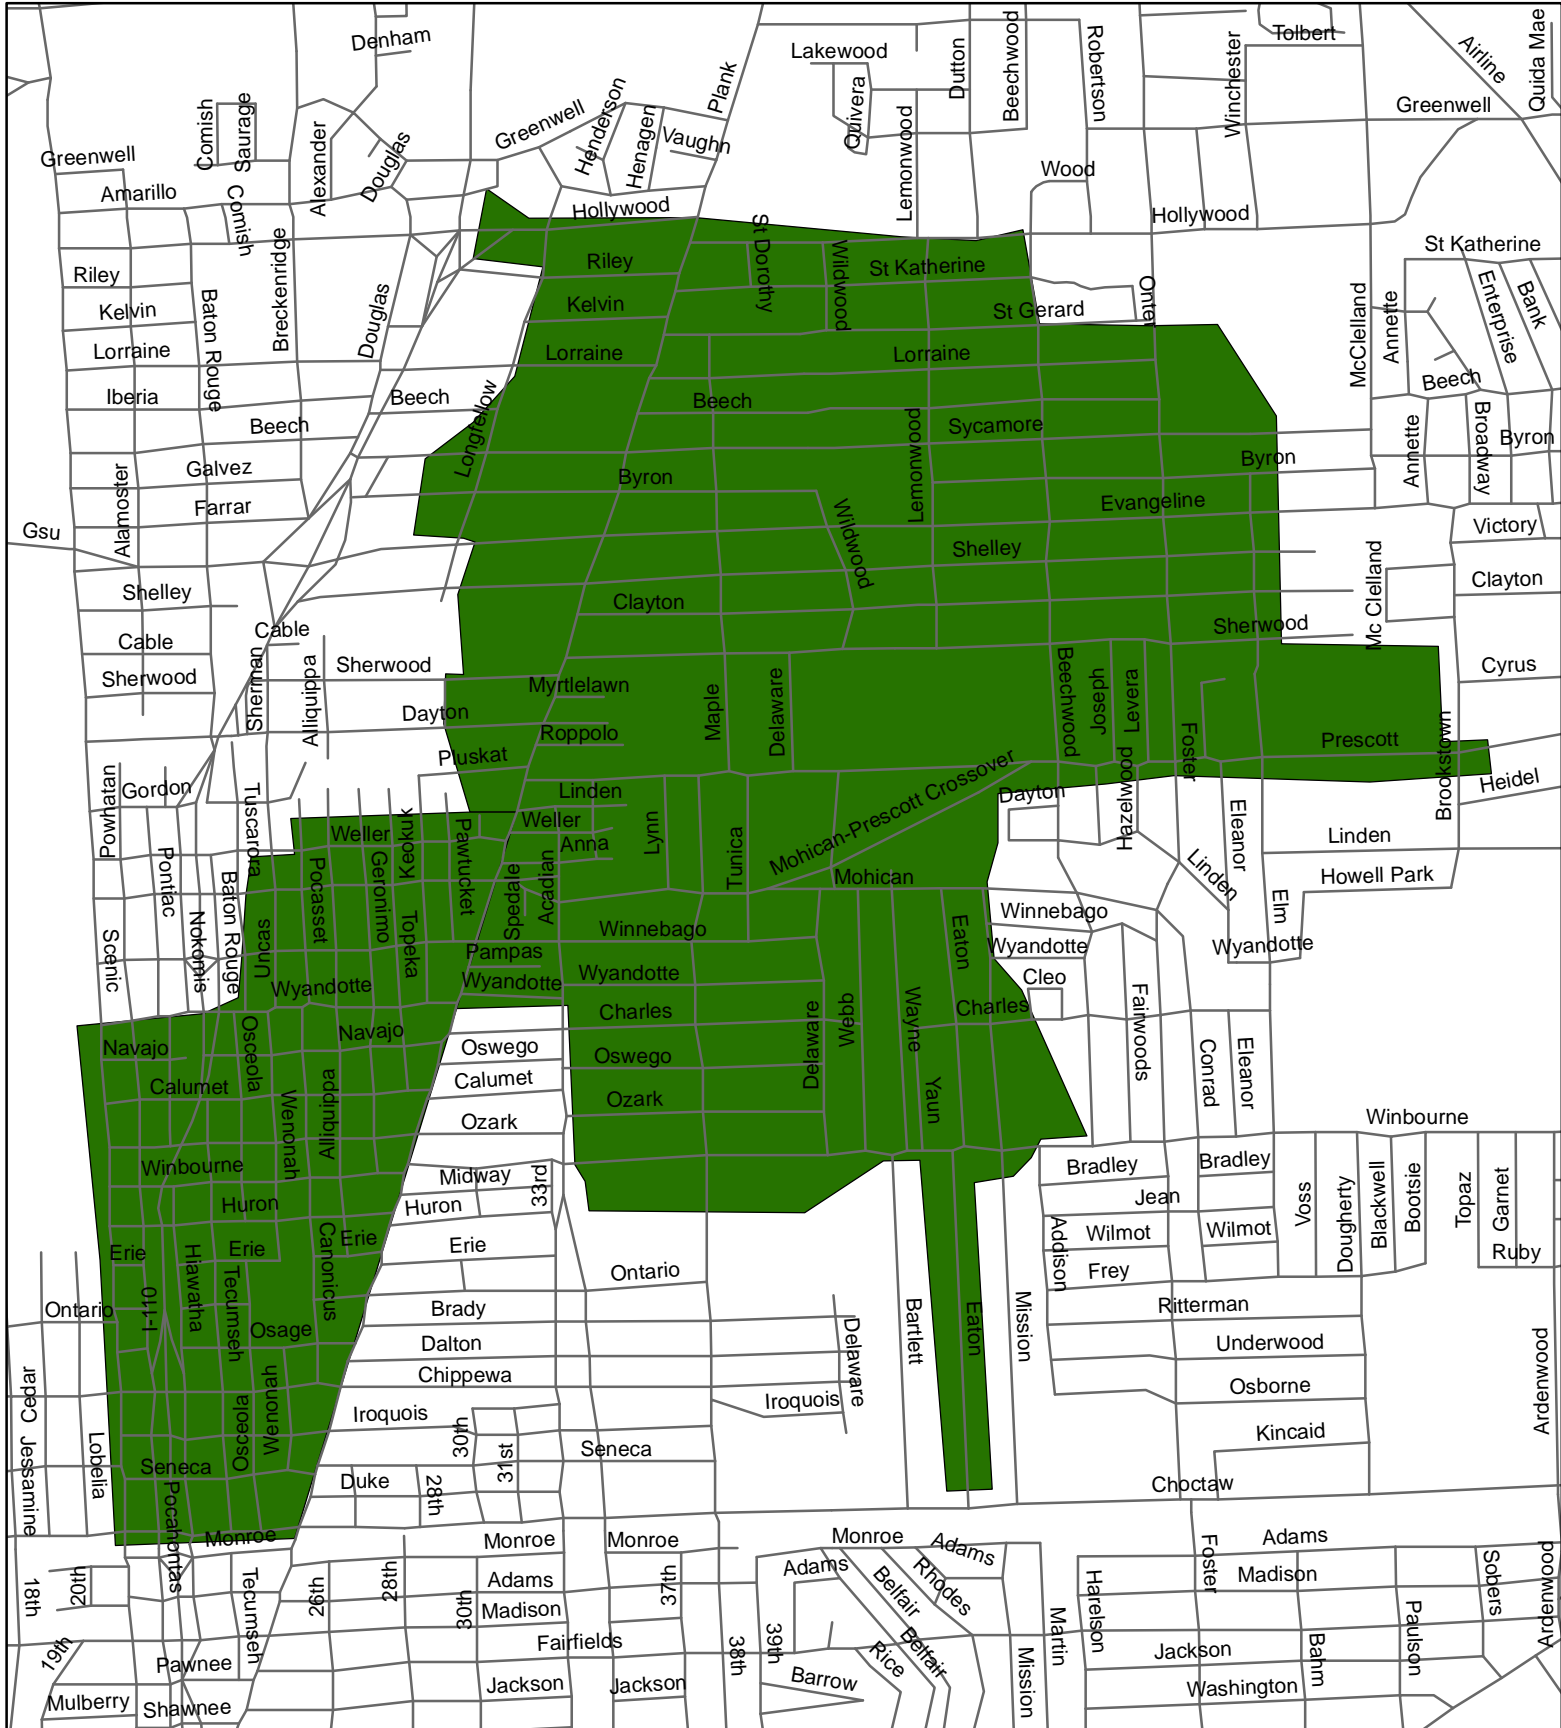 Denham
Lakewood
Dutton
Beechwood
Robertson
Winchester
Tolbert
Airline
Quida Mae
Plank
Greenwell
Henderson
Henagen
Vaughn
Quivera
Lemonwood
Greenwell
Comish
Saurage
Alexander
Douglas
Greenwell
Amarillo
Comish
Wood
Hollywood
Hollywood
St Dorothy
Wildwood
St Katherine
St Katherine
Riley
Riley
Breckenridge
Kelvin
Kelvin
Baton Rouge
Douglas
St Gerard
Onter
McClelland
Annette
Enterprise
Bank
Lorraine
Lorraine
Lorraine
Iberia
Beech
Beech
Beech
Beech
Longfellow
Lemonwood
Sycamore
Byron
Byron
Byron
Annette
Broadway
Galvez
Farrar
Alamoster
Gsu
Wildwood
Evangeline
Victory
Shelley
Shelley
Mc Clelland
Clayton
Clayton
Cable
Cable
Sherwood
Sherwood
Sherwood
Sherman
Alliquippa
Cyrus
Myrtlelawn
Maple
Delaware
Beechwood
Joseph
Levera
Foster
Dayton
Roppolo
Pluskat
Prescott
Brookstown
Heidel
Powhatan
Gordon
Tuscarora
Linden
Mohican-Prescott Crossover
Dayton
Hazelwood
Eleanor
Linden
Weller
Weller
Keokuk
Pawtucket
Anna
Lynn
Tunica
Mohican
Linden
Howell Park
Pontiac
Baton Rouge
Pocasset
Geronimo
Topeka
Spedale
Acadian
Elm
Scenic
Nokomis
Uncas
Winnebago
Winnebago
Eaton
Pampas
Wyandotte
Wyandotte
Wyandotte
Wyandotte
Wyandotte
Cleo
Charles
Charles
Delaware
Webb
Wayne
Fairwoods
Navajo
Navajo
Osceola
Oswego
Oswego
Conrad
Eleanor
Calumet
Calumet
Wenonah
Alliquippa
Ozark
Ozark
Yaun
Winbourne
Winbourne
Midway
33rd
Bradley
Bradley
Huron
Huron
Jean
Voss
Dougherty
Blackwell
Bootsie
Topaz
Garnet
Ruby
Erie
Erie
Erie
Erie
Hiawatha
Tecumseh
Canonicus
Addison
Wilmot
Wilmot
Frey
Ontario
Ontario
I-110
Brady
Osage
Dalton
Chippewa
Delaware
Bartlett
Eaton
Mission
Ritterman
Underwood
Osborne
Ardenwood
Cedar
Osceola
Wenonah
Iroquois
Iroquois
30th
31st
Kincaid
Jessamine
Lobelia
Seneca
Seneca
Duke
28th
Choctaw
Pocahontas
Monroe
Monroe
Monroe
Monroe
Adams
Adams
Adams
Adams
Foster
Madison
Madison
18th
20th
Tecumseh
26th
28th
30th
37th
Belfair
Rhodes
Harelson
Sobers
Ardenwood
19th
Pawnee
Fairfields
38th
39th
Rice
Belfair
Martin
Mission
Jackson
Jackson
Jackson
Bahm
Paulson
Mulberry
Shawnee
Barrow
Washington